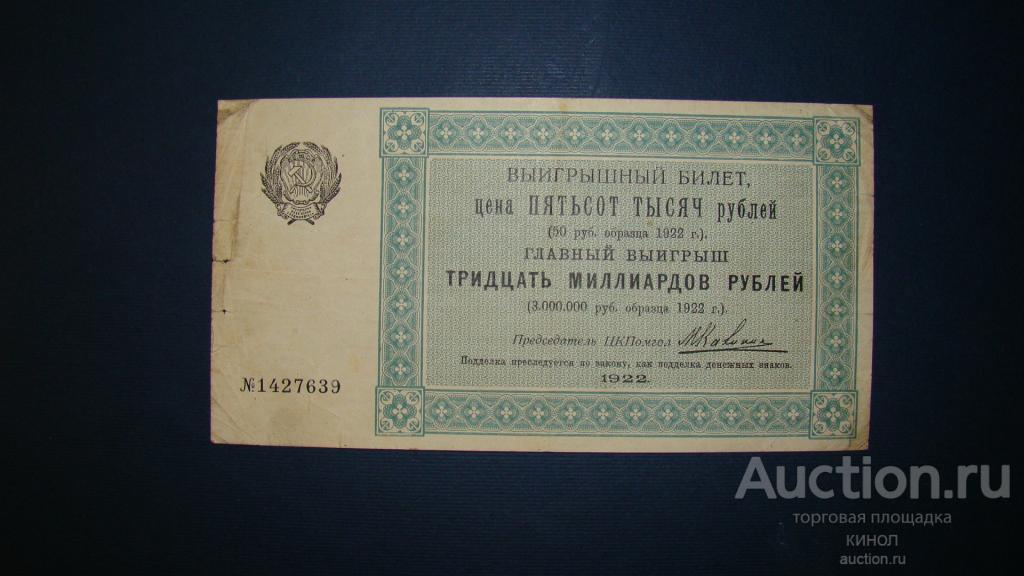 ВЫИГРЫШНЫЙ БИЛЕТ,
цена ПЯТЬСОТ ТЫСЯЧ рублей
(50 руб. образца 1922 г.).
ГЛАВНЫЙ ВЫИГРЫШ
ТРИДЦАТЬ МИЛЛИАРДОВ РУБЛЕЙ
(3.000.000 руб. образца 1922 г.).
Председатель ЦКПомгол
Подделка преследуется по закону, как подделка денежных знаков.
1922.
№1427639
Auction.ru
торговая площадка
КИНОЛ
auction.ru